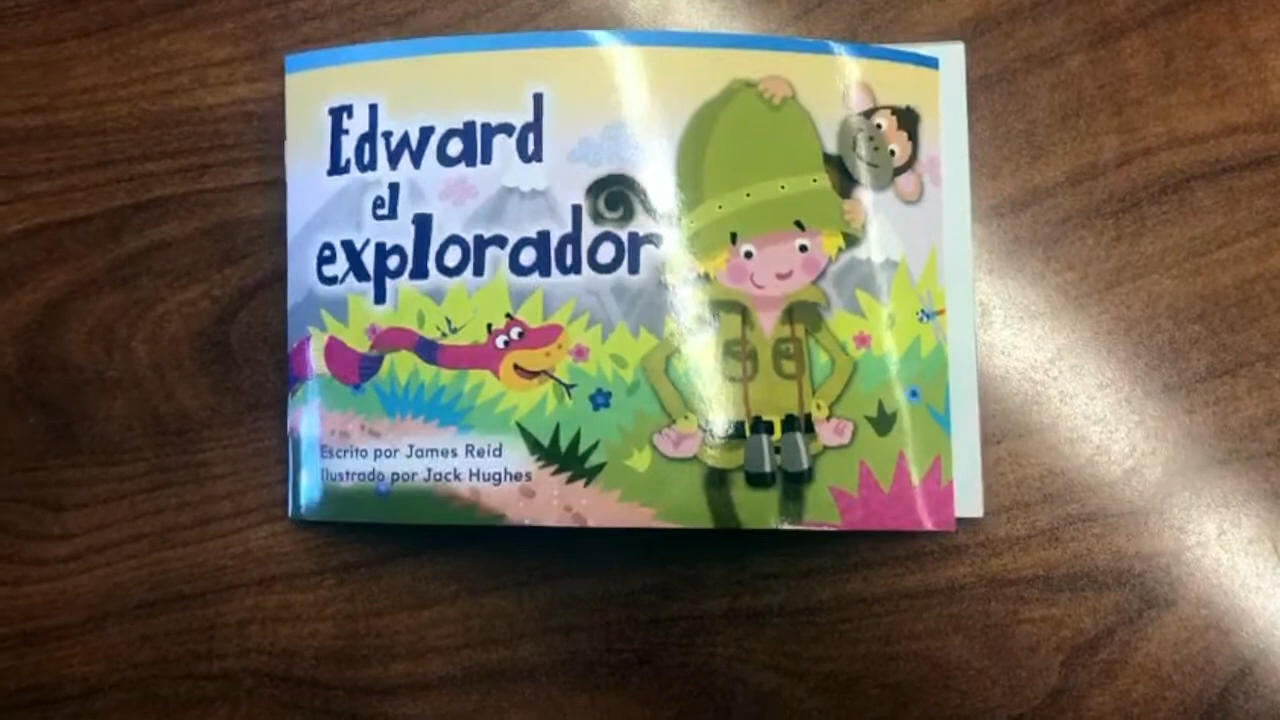 Edward
el
explorador
Escrito por James Reid
Ilustrado por Jack Hughes